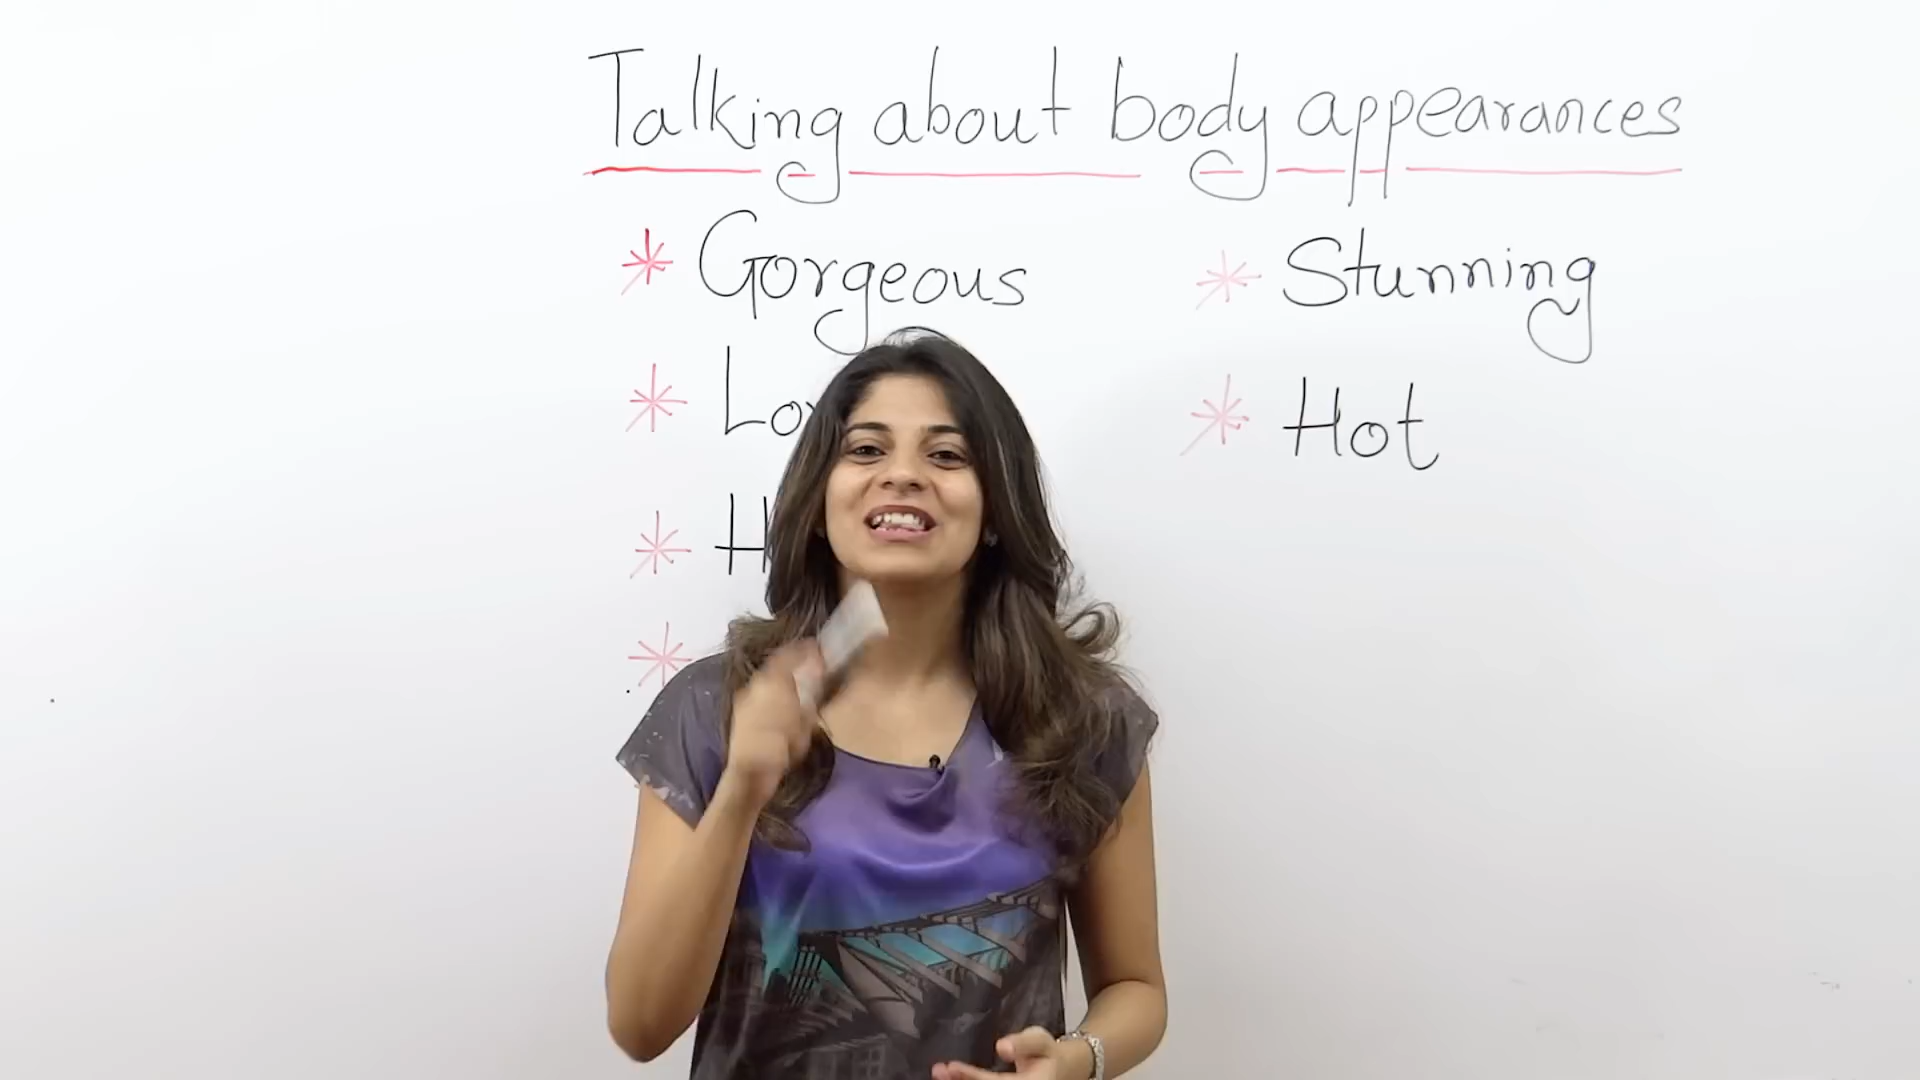 Talking about body appearances
* Gorgeous
* Stunning
*
* Hot
*
*